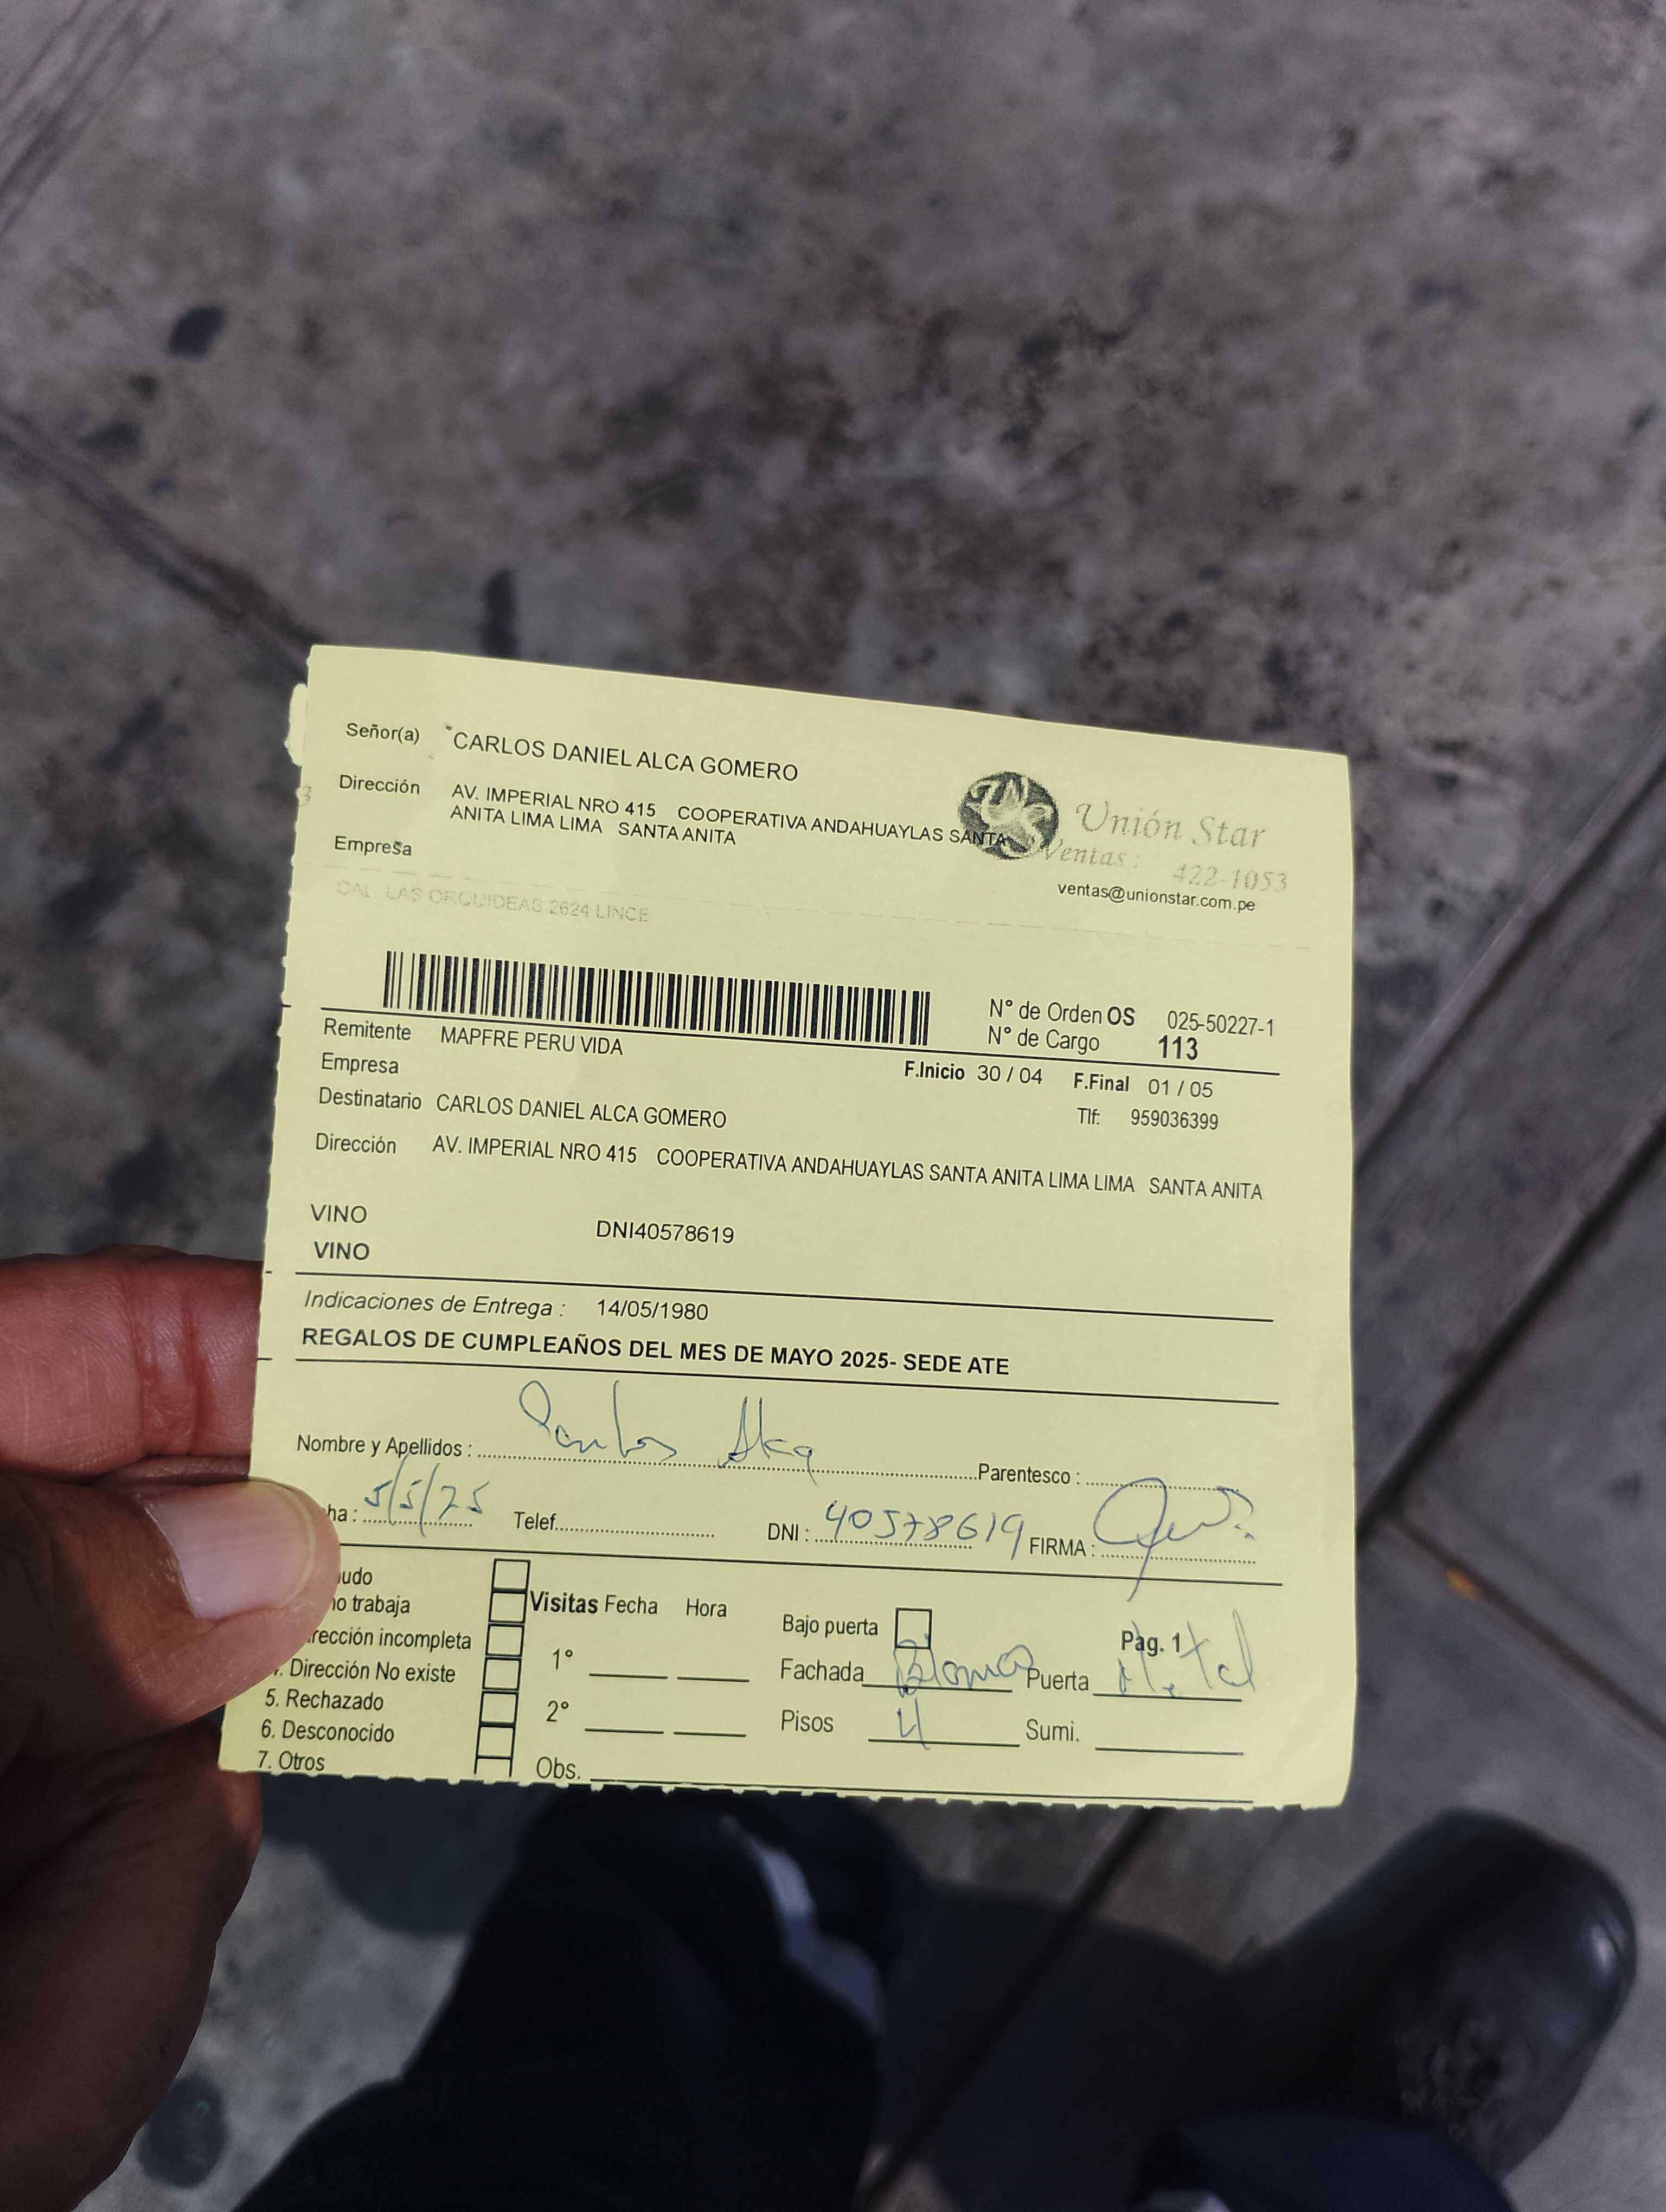 Señor(a) CARLOS DANIEL ALCA GOMERO
Dirección AV. IMPERIAL NRO 415 COOPERATIVA ANDAHUAYLAS SANTA
ANITA LIMA LIMA SANTA ANITA
Unión Star
Ventas : 422-1053
ventas@unionstar.com.pe
Empresa
CAL LAS ORQUIDEAS 2624 LINCE
N° de Orden OS 025-50227-1
N° de Cargo 113
Remitente MAPFRE PERU VIDA
F.Inicio 30 / 04 F.Final 01 / 05
Empresa
Tlf: 959036399
Destinatario CARLOS DANIEL ALCA GOMERO
Dirección AV. IMPERIAL NRO 415 COOPERATIVA ANDAHUAYLAS SANTA ANITA LIMA LIMA SANTA ANITA
VINO DNI40578619
VINO
Indicaciones de Entrega : 14/05/1980
REGALOS DE CUMPLEAÑOS DEL MES DE MAYO 2025- SEDE ATE
Nombre y Apellidos : Carlos Alca Parentesco :
ha : 5/5/25 Telef. DNI : 40578619 FIRMA :
udo
no trabaja
rección incompleta
. Dirección No existe
5. Rechazado
6. Desconocido
7. Otros
Visitas Fecha Hora
1°
2°
Obs.
Bajo puerta Pag. 1
Fachada Blanco Puerta Metal
Pisos 4 Sumi.